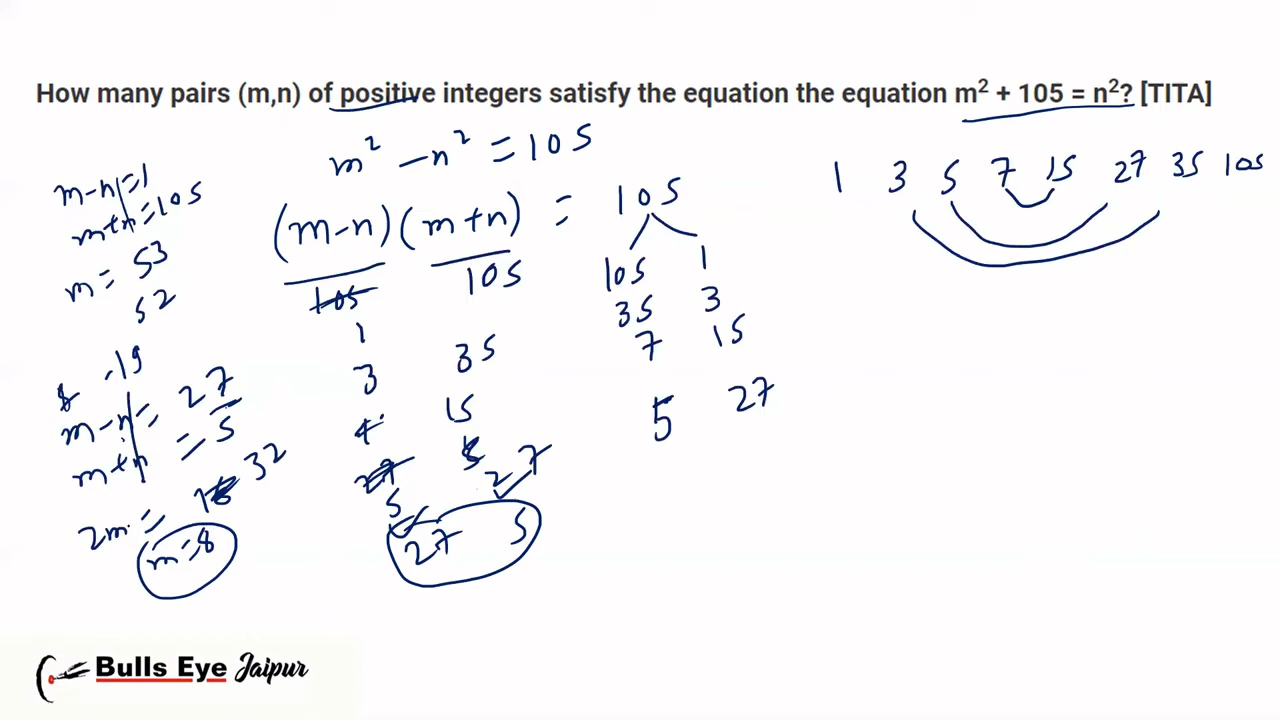 How many pairs (m,n) of positive integers satisfy the equation the equation m² + 105 = n²? [TITA]
m² - n² = 105
(m-n)(m+n) = 105
105 1
35 3
7 15
5 27
105 105
1
3 35
15
27
5 27
27 5
m-n=1
m+n=105
m= 53
52
-19
m-n= 27
m+n = 5
2m= 32
m=8
1 3 5 7 15 27 35 105
Bulls Eye Jaipur